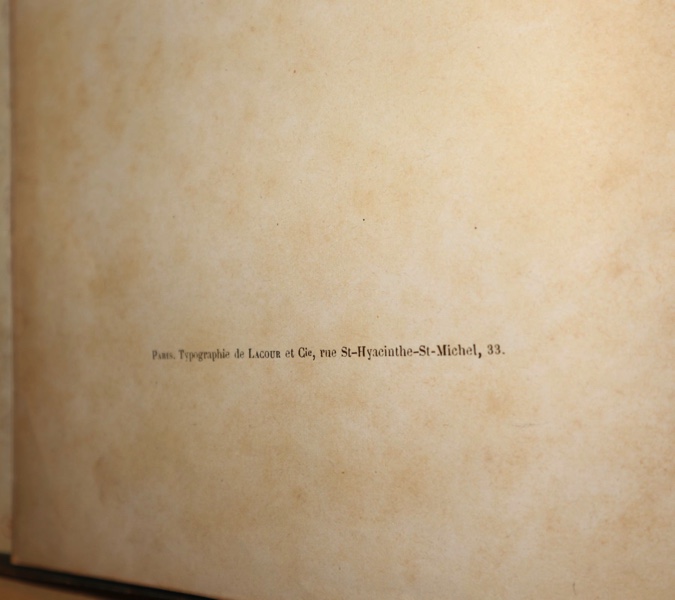 PARIS. Typographie de LACOUR et Cie, rue St-Hyacinthe-St-Michel, 33.